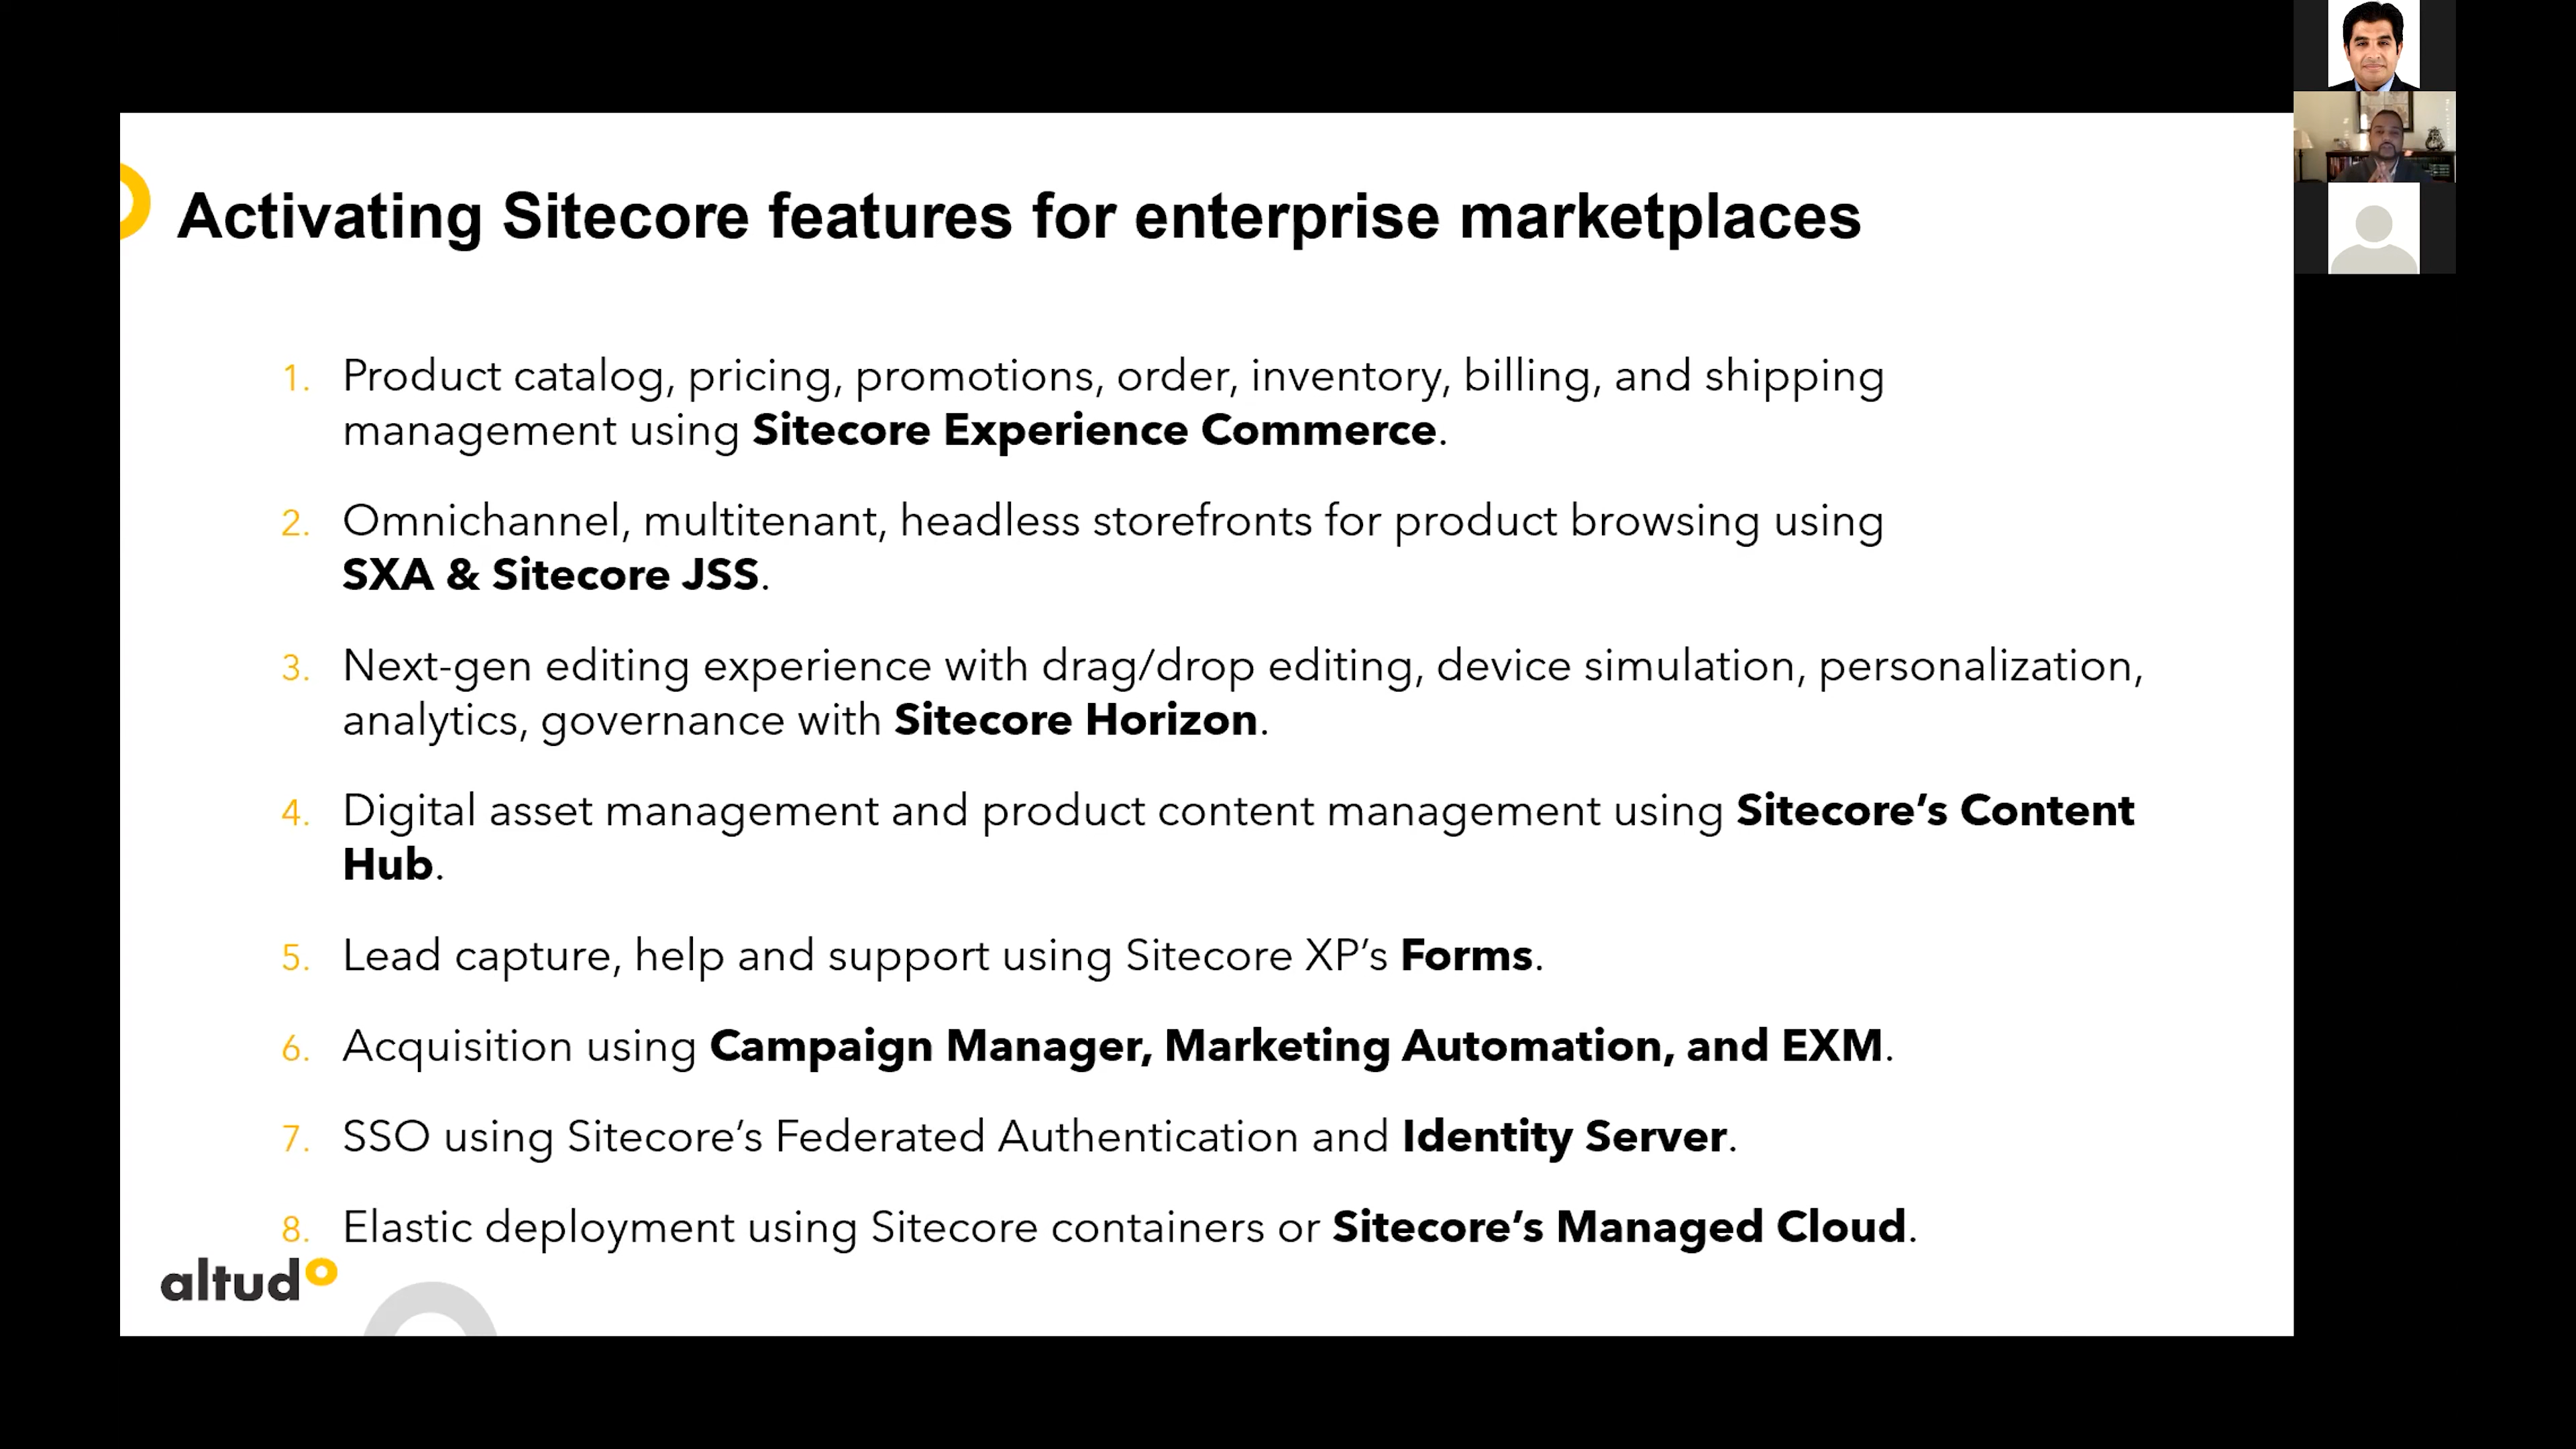 Activating Sitecore features for enterprise marketplaces
1. Product catalog, pricing, promotions, order, inventory, billing, and shipping
management using Sitecore Experience Commerce.
2. Omnichannel, multitenant, headless storefronts for product browsing using
SXA & Sitecore JSS.
3. Next-gen editing experience with drag/drop editing, device simulation, personalization,
analytics, governance with Sitecore Horizon.
4. Digital asset management and product content management using Sitecore’s Content
Hub.
5. Lead capture, help and support using Sitecore XP’s Forms.
6. Acquisition using Campaign Manager, Marketing Automation, and EXM.
7. SSO using Sitecore’s Federated Authentication and Identity Server.
8. Elastic deployment using Sitecore containers or Sitecore’s Managed Cloud.
altudo